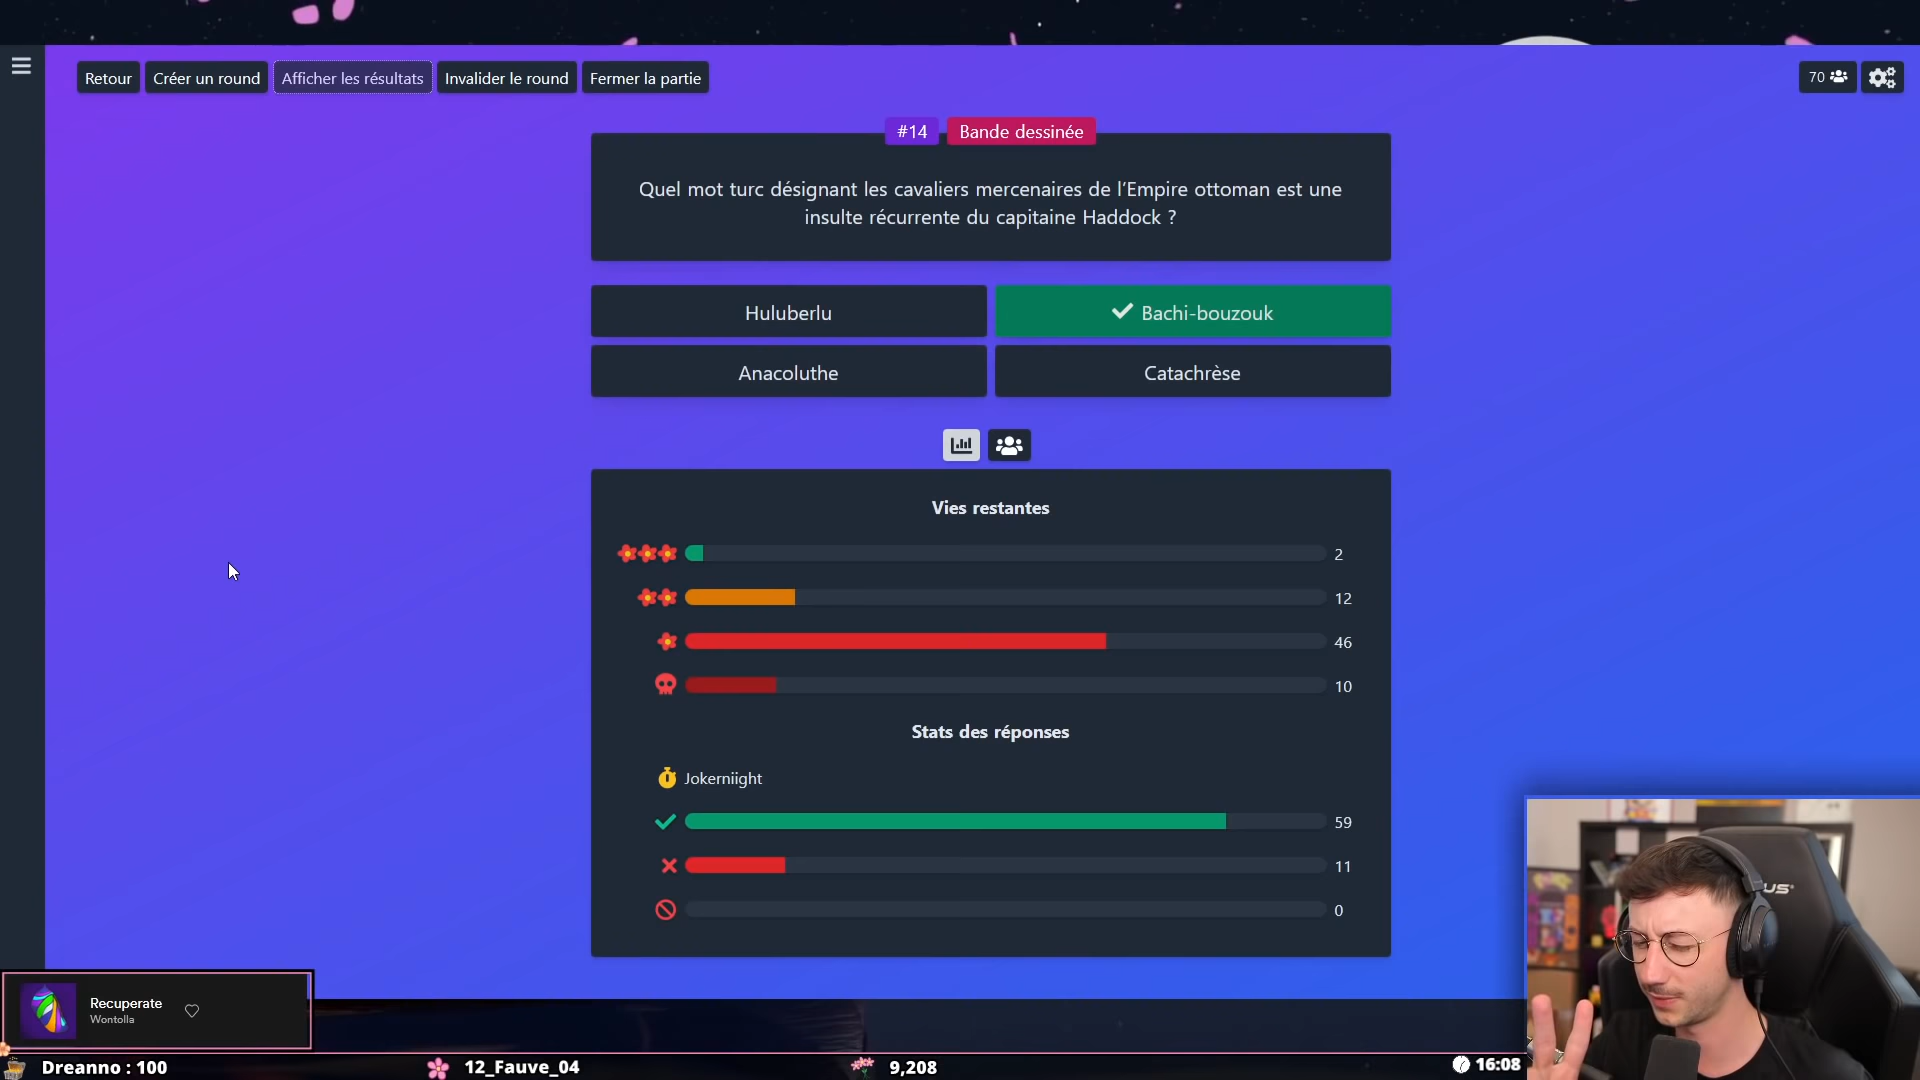 Retour
Créer un round
Afficher les résultats
Invalider le round
Fermer la partie
70
#14
Bande dessinée
Quel mot turc désignant les cavaliers mercenaires de l'Empire ottoman est une
insulte récurrente du capitaine Haddock ?
Huluberlu
Bachi-bouzouk
Anacoluthe
Catachrèse
Vies restantes
2
12
46
10
Stats des réponses
Jokerniight
59
11
0
Recuperate
Wontolla
Dreanno : 100
12_Fauve_04
9,208
16:08